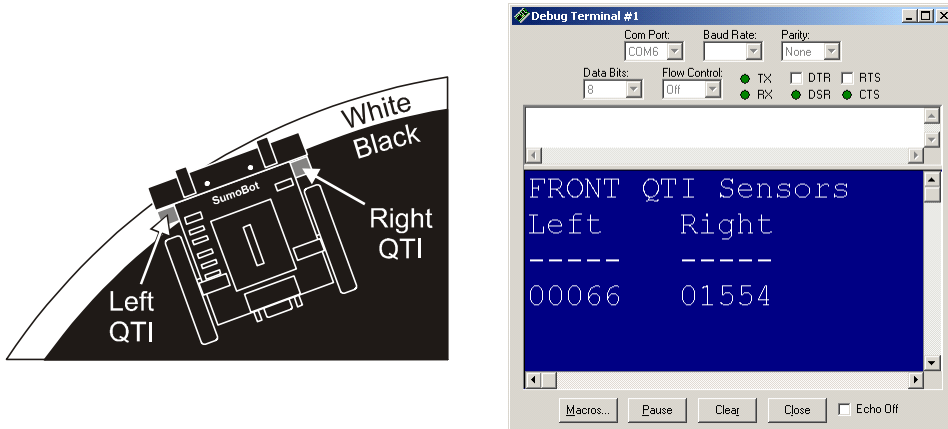 White
Black
SumoBot
Right
QTI
Left
QTI
Debug Terminal #1
Com Port: Baud Rate: Parity:
COM6 None
Data Bits: Flow Control: TX DTR RTS
8 Off RX DSR CTS
FRONT QTI Sensors
Left Right
----- -----
00066 01554
Macros... Pause Clear Close Echo Off